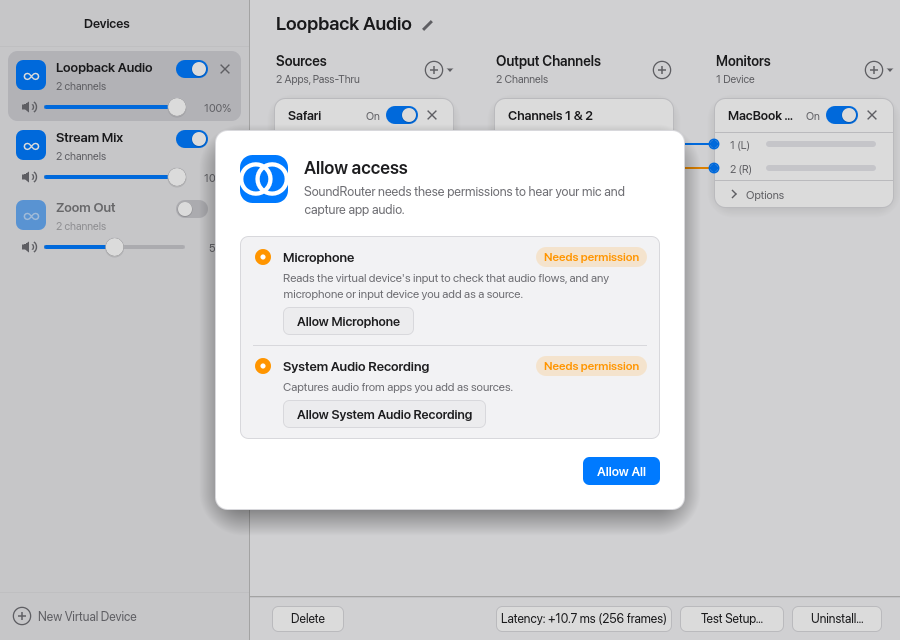 Devices
Loopback Audio
2 channels
100%
Stream Mix
2 channels
10
Zoom Out
2 channels
5
New Virtual Device
Loopback Audio
Sources
2 Apps, Pass-Thru
Output Channels
2 Channels
Monitors
1 Device
Safari
On
Channels 1 & 2
MacBook ...
On
1 (L)
2 (R)
Options
Allow access
SoundRouter needs these permissions to hear your mic and
capture app audio.
Microphone
Needs permission
Reads the virtual device's input to check that audio flows, and any
microphone or input device you add as a source.
Allow Microphone
System Audio Recording
Needs permission
Captures audio from apps you add as sources.
Allow System Audio Recording
Allow All
Delete
Latency: +10.7 ms (256 frames)
Test Setup...
Uninstall...